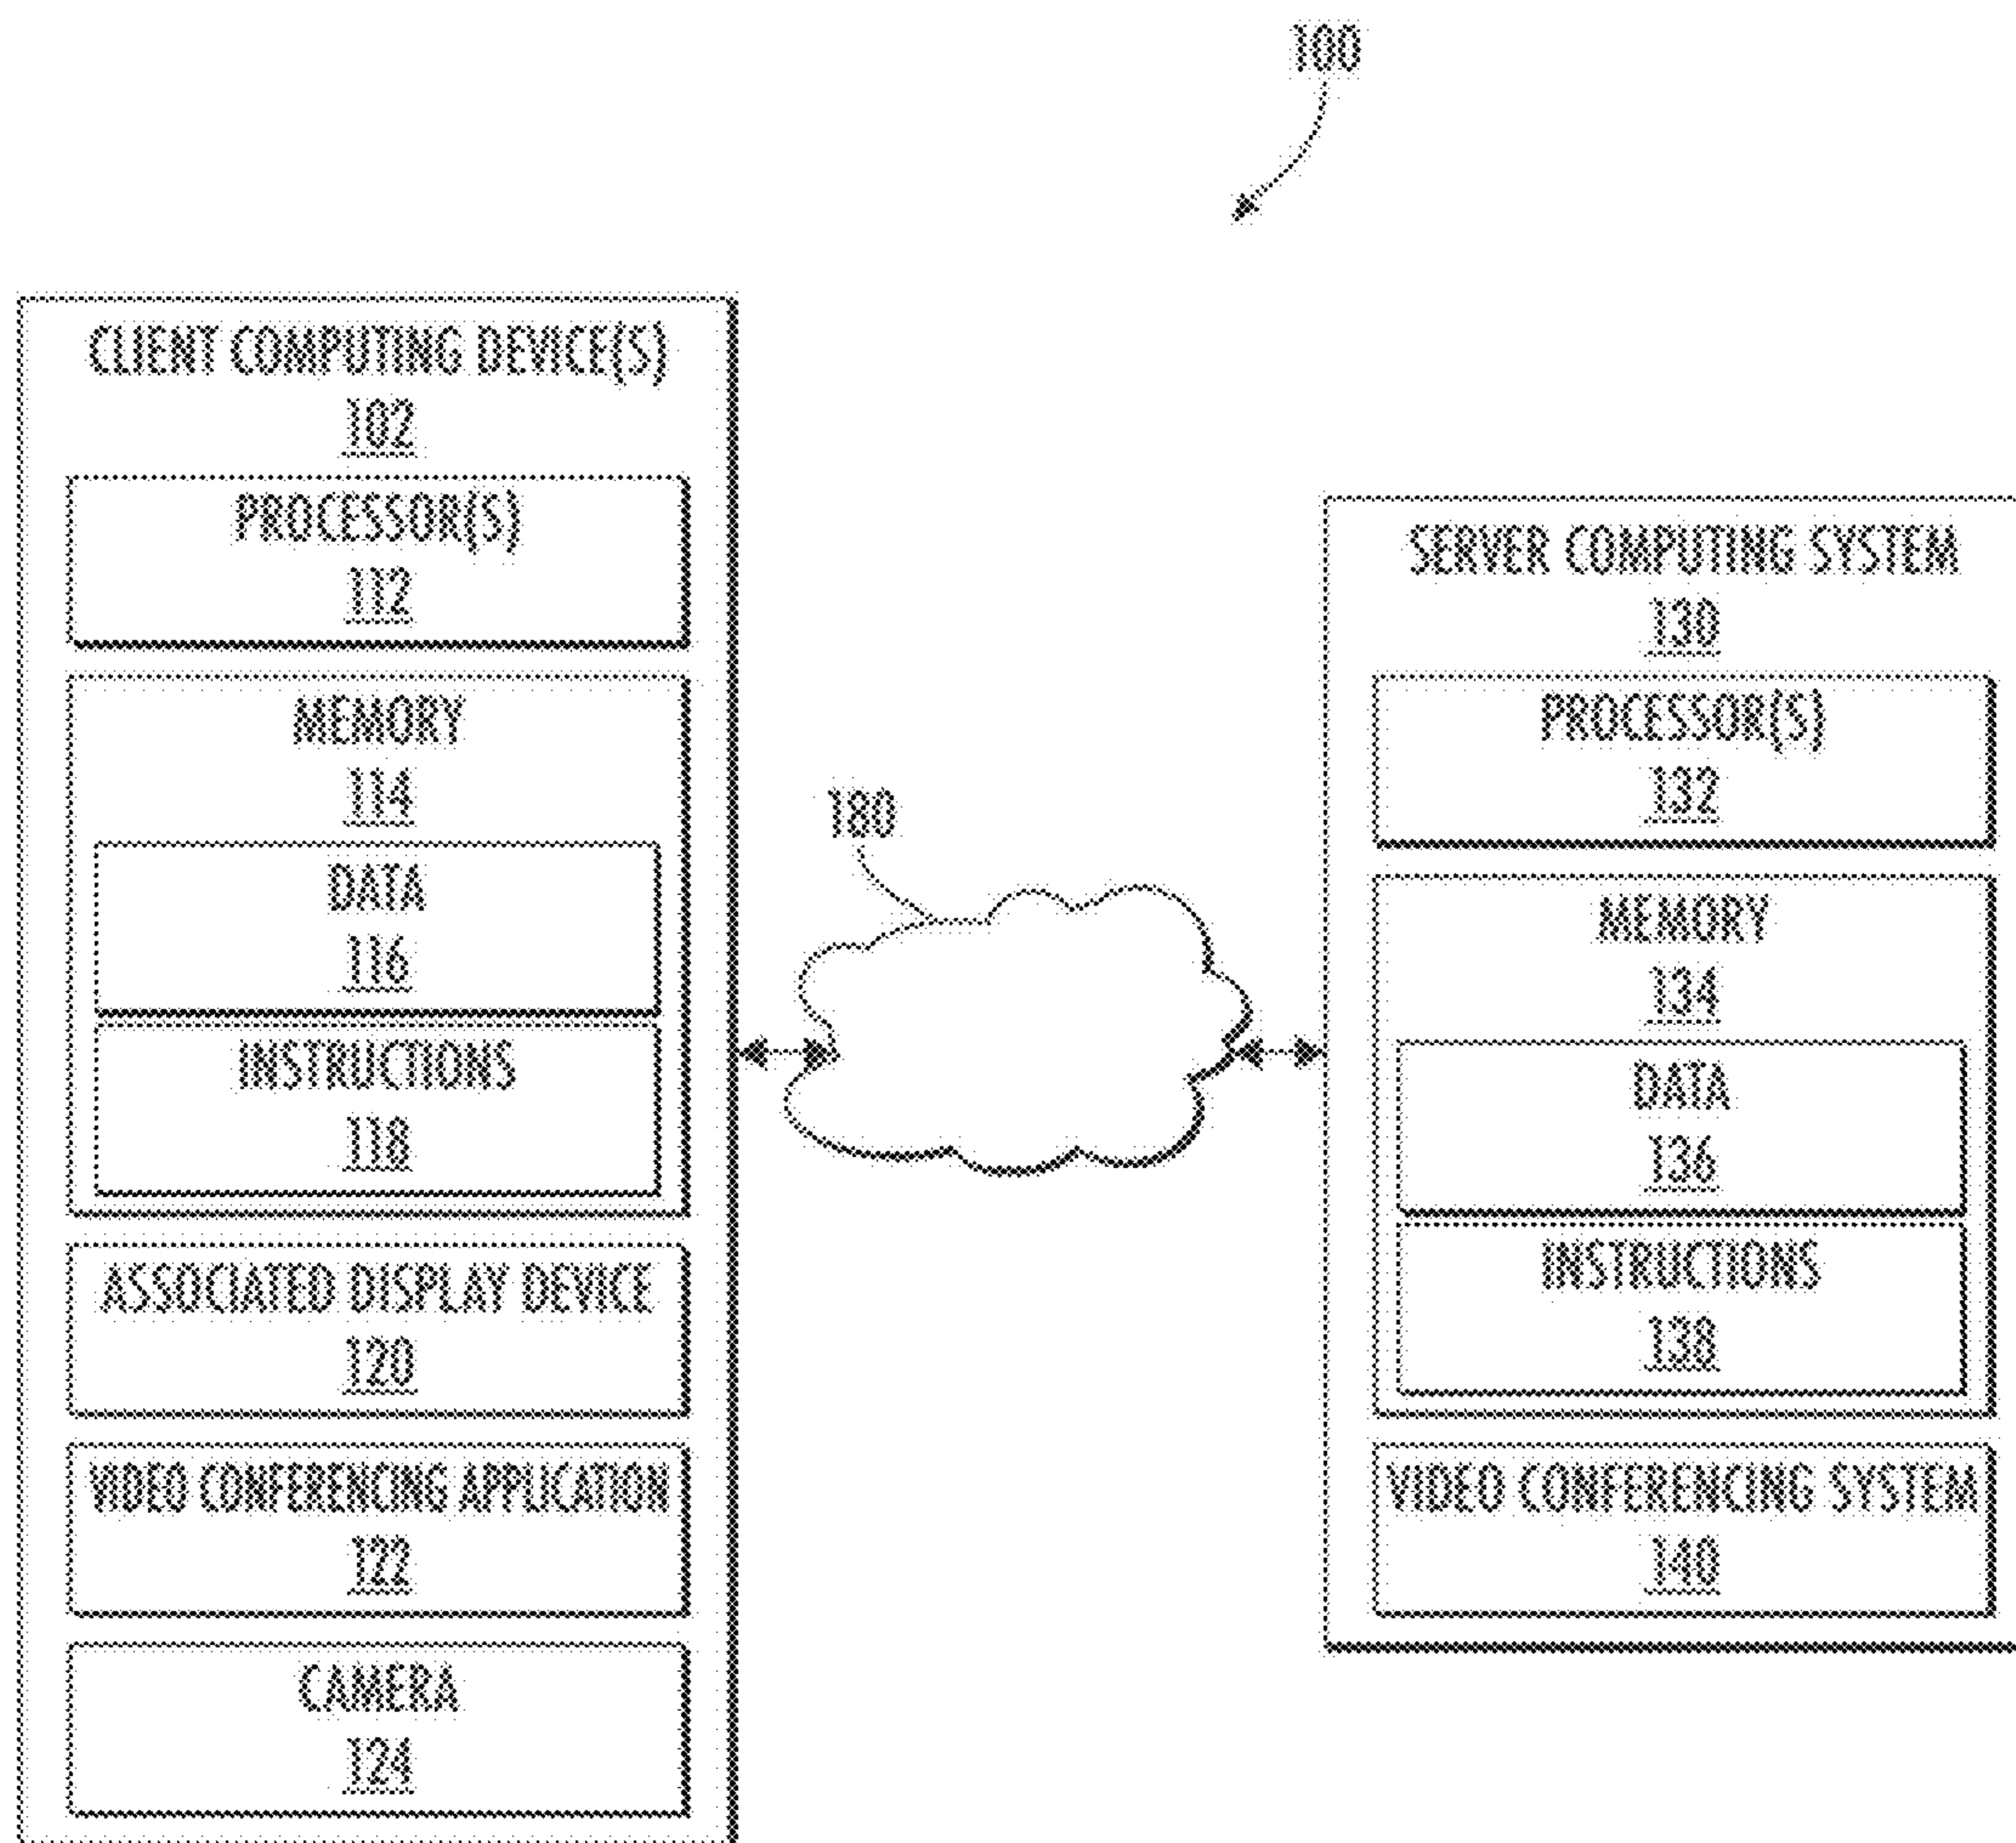 100
CLIENT COMPUTING DEVICE(S)
102
PROCESSOR(S)
112
MEMORY
114
DATA
116
INSTRUCTIONS
118
ASSOCIATED DISPLAY DEVICE
120
VIDEO CONFERENCING APPLICATION
122
CAMERA
124
180
SERVER COMPUTING SYSTEM
130
PROCESSOR(S)
132
MEMORY
134
DATA
136
INSTRUCTIONS
138
VIDEO CONFERENCING SYSTEM
140